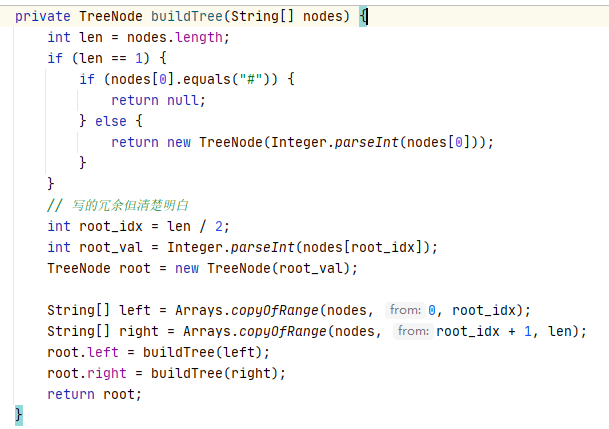 private TreeNode buildTree(String[] nodes) {
    int len = nodes.length;
    if (len == 1) {
        if (nodes[0].equals("#")) {
            return null;
        } else {
            return new TreeNode(Integer.parseInt(nodes[0]));
        }
    }
    // 写的冗余但清楚明白
    int root_idx = len / 2;
    int root_val = Integer.parseInt(nodes[root_idx]);
    TreeNode root = new TreeNode(root_val);

    String[] left = Arrays.copyOfRange(nodes, from: 0, root_idx);
    String[] right = Arrays.copyOfRange(nodes, from: root_idx + 1, len);
    root.left = buildTree(left);
    root.right = buildTree(right);
    return root;
}